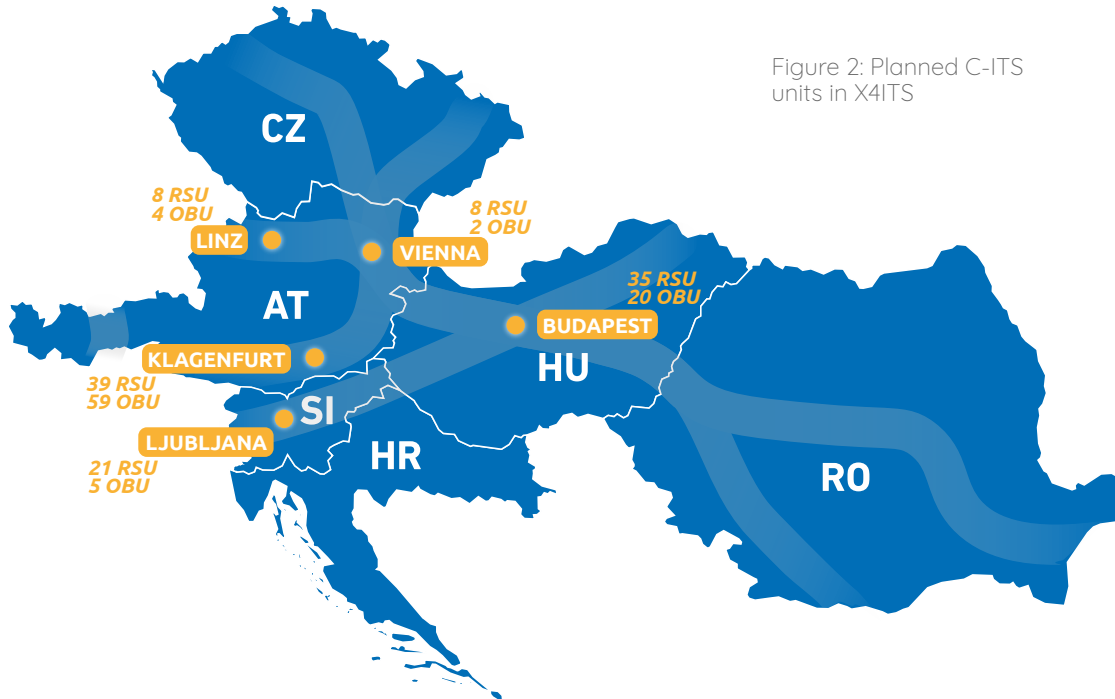 Figure 2: Planned C-ITS
units in X4ITS
CZ
8 RSU
4 OBU
LINZ
8 RSU
2 OBU
VIENNA
AT
35 RSU
20 OBU
BUDAPEST
HU
KLAGENFURT
39 RSU
59 OBU
SI
LJUBLJANA
21 RSU
5 OBU
HR
RO